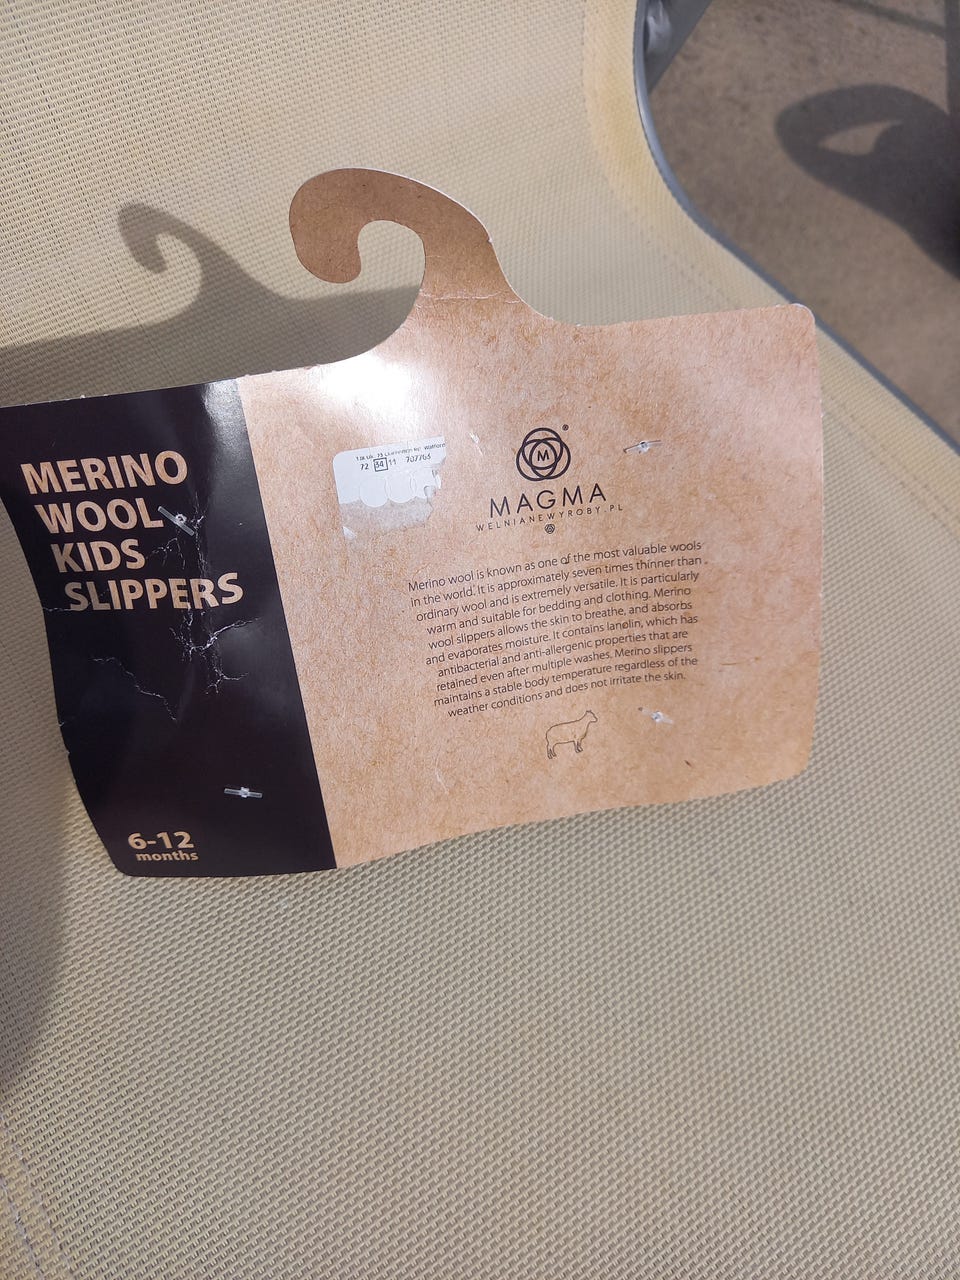 MERINO
WOOL
KIDS
SLIPPERS
6-12
months
72 34 11 707763
M
®
MAGMA
WELNIANEWYROBY.PL
Merino wool is known as one of the most valuable wools
in the world. It is approximately seven times thinner than
ordinary wool and is extremely versatile. It is particularly
warm and suitable for bedding and clothing. Merino
wool slippers allows the skin to breathe, and absorbs
and evaporates moisture. It contains lanolin, which has
antibacterial and anti-allergenic properties that are
retained even after multiple washes. Merino slippers
maintains a stable body temperature regardless of the
weather conditions and does not irritate the skin.